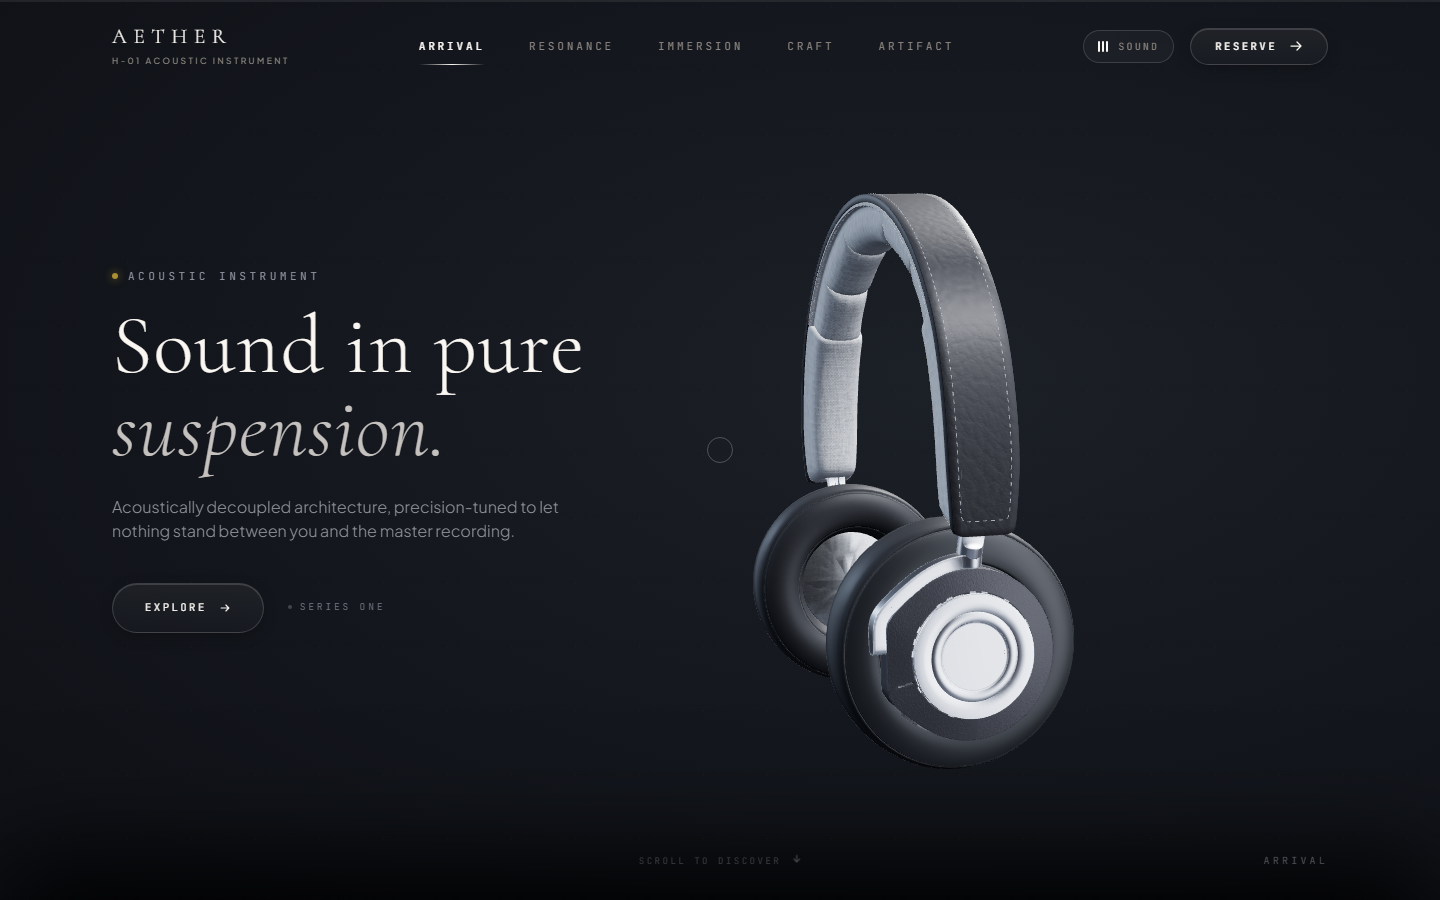 AETHER
H-01 ACOUSTIC INSTRUMENT
ARRIVAL
RESONANCE
IMMERSION
CRAFT
ARTIFACT
SOUND
RESERVE →
ACOUSTIC INSTRUMENT
Sound in pure
suspension.
Acoustically decoupled architecture, precision-tuned to let
nothing stand between you and the master recording.
EXPLORE →
SERIES ONE
SCROLL TO DISCOVER ↓
ARRIVAL